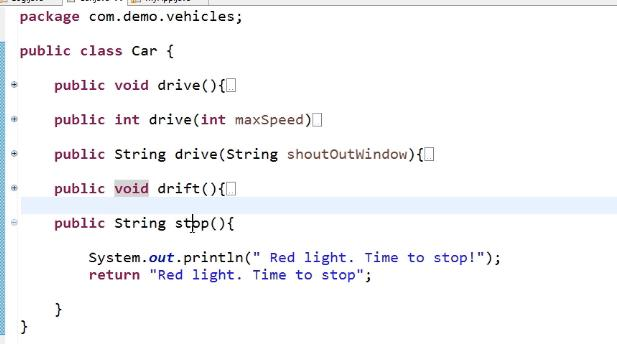 package com.demo.vehicles;
public class Car {
public void drive(){
public int drive(int maxSpeed)
public String drive(String shoutOutWindow){
public void drift(){
public String stop(){
System.out.println(" Red light. Time to stop!");
return "Red light. Time to stop";
}
}